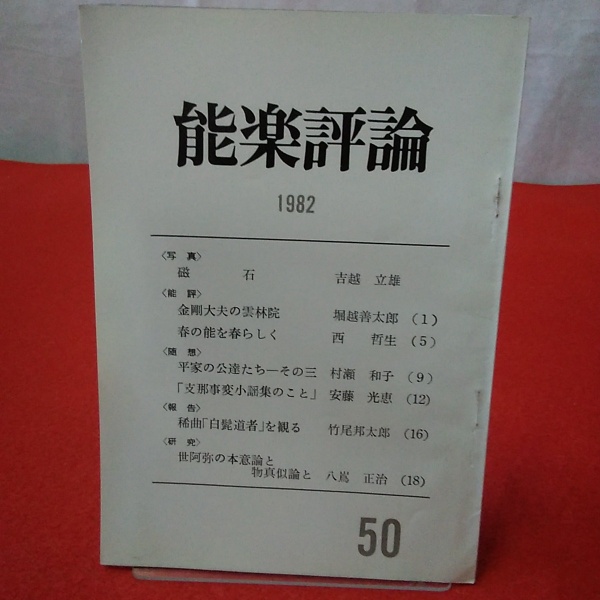 能楽評論
1982
〈写真〉
磁石 吉越 立雄
〈能評〉
金剛大夫の雲林院 堀越善太郎 (1)
春の能を春らしく 西 哲生 (5)
〈随想〉
平家の公達たち―その三 村瀬 和子 (9)
「支那事変小謡集のこと」 安藤 光恵 (12)
〈報告〉
稀曲「白髭道者」を観る 竹尾邦太郎 (16)
〈研究〉
世阿弥の本意論と
物真似論と 八嶌 正治 (18)
50